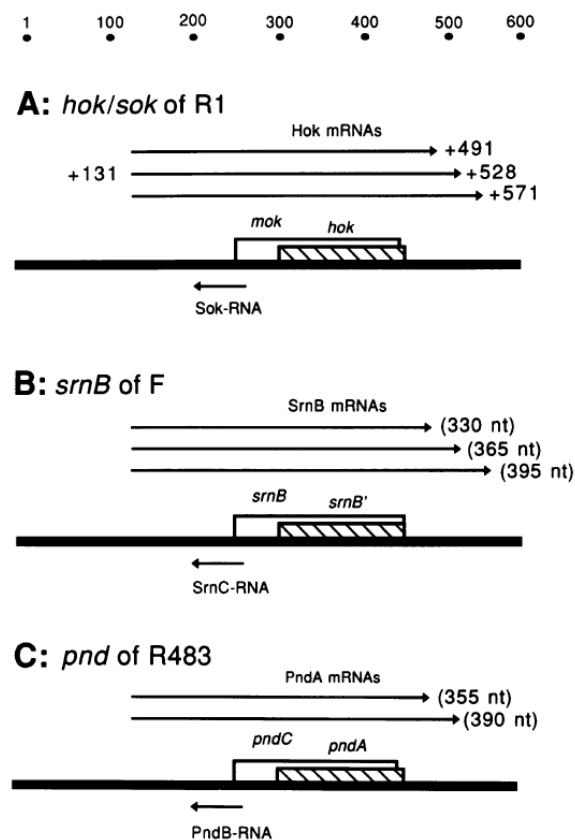 1 100 200 300 400 500 600
A: hok/sok of R1
Hok mRNAs
+491
+131 +528
+571
mok hok
Sok-RNA
B: srnB of F
SrnB mRNAs
(330 nt)
(365 nt)
(395 nt)
srnB srnB'
SrnC-RNA
C: pnd of R483
PndA mRNAs
(355 nt)
(390 nt)
pndC pndA
PndB-RNA